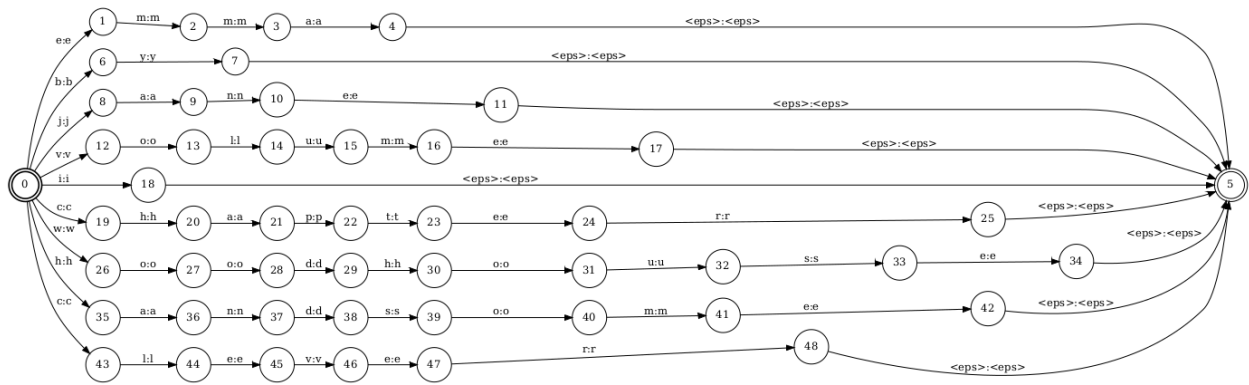 e:e 1 m:m 2 m:m 3 a:a 4 <eps>:<eps>
b:b 6 y:y 7 <eps>:<eps>
j:j 8 a:a 9 n:n 10 e:e 11 <eps>:<eps>
v:v 12 o:o 13 l:l 14 u:u 15 m:m 16 e:e 17 <eps>:<eps>
0 i:i 18 <eps>:<eps> 5
c:c 19 h:h 20 a:a 21 p:p 22 t:t 23 e:e 24 r:r 25 <eps>:<eps>
w:w 26 o:o 27 o:o 28 d:d 29 h:h 30 o:o 31 u:u 32 s:s 33 e:e 34 <eps>:<eps>
h:h 35 a:a 36 n:n 37 d:d 38 s:s 39 o:o 40 m:m 41 e:e 42 <eps>:<eps>
c:c 43 l:l 44 e:e 45 v:v 46 e:e 47 r:r 48 <eps>:<eps>